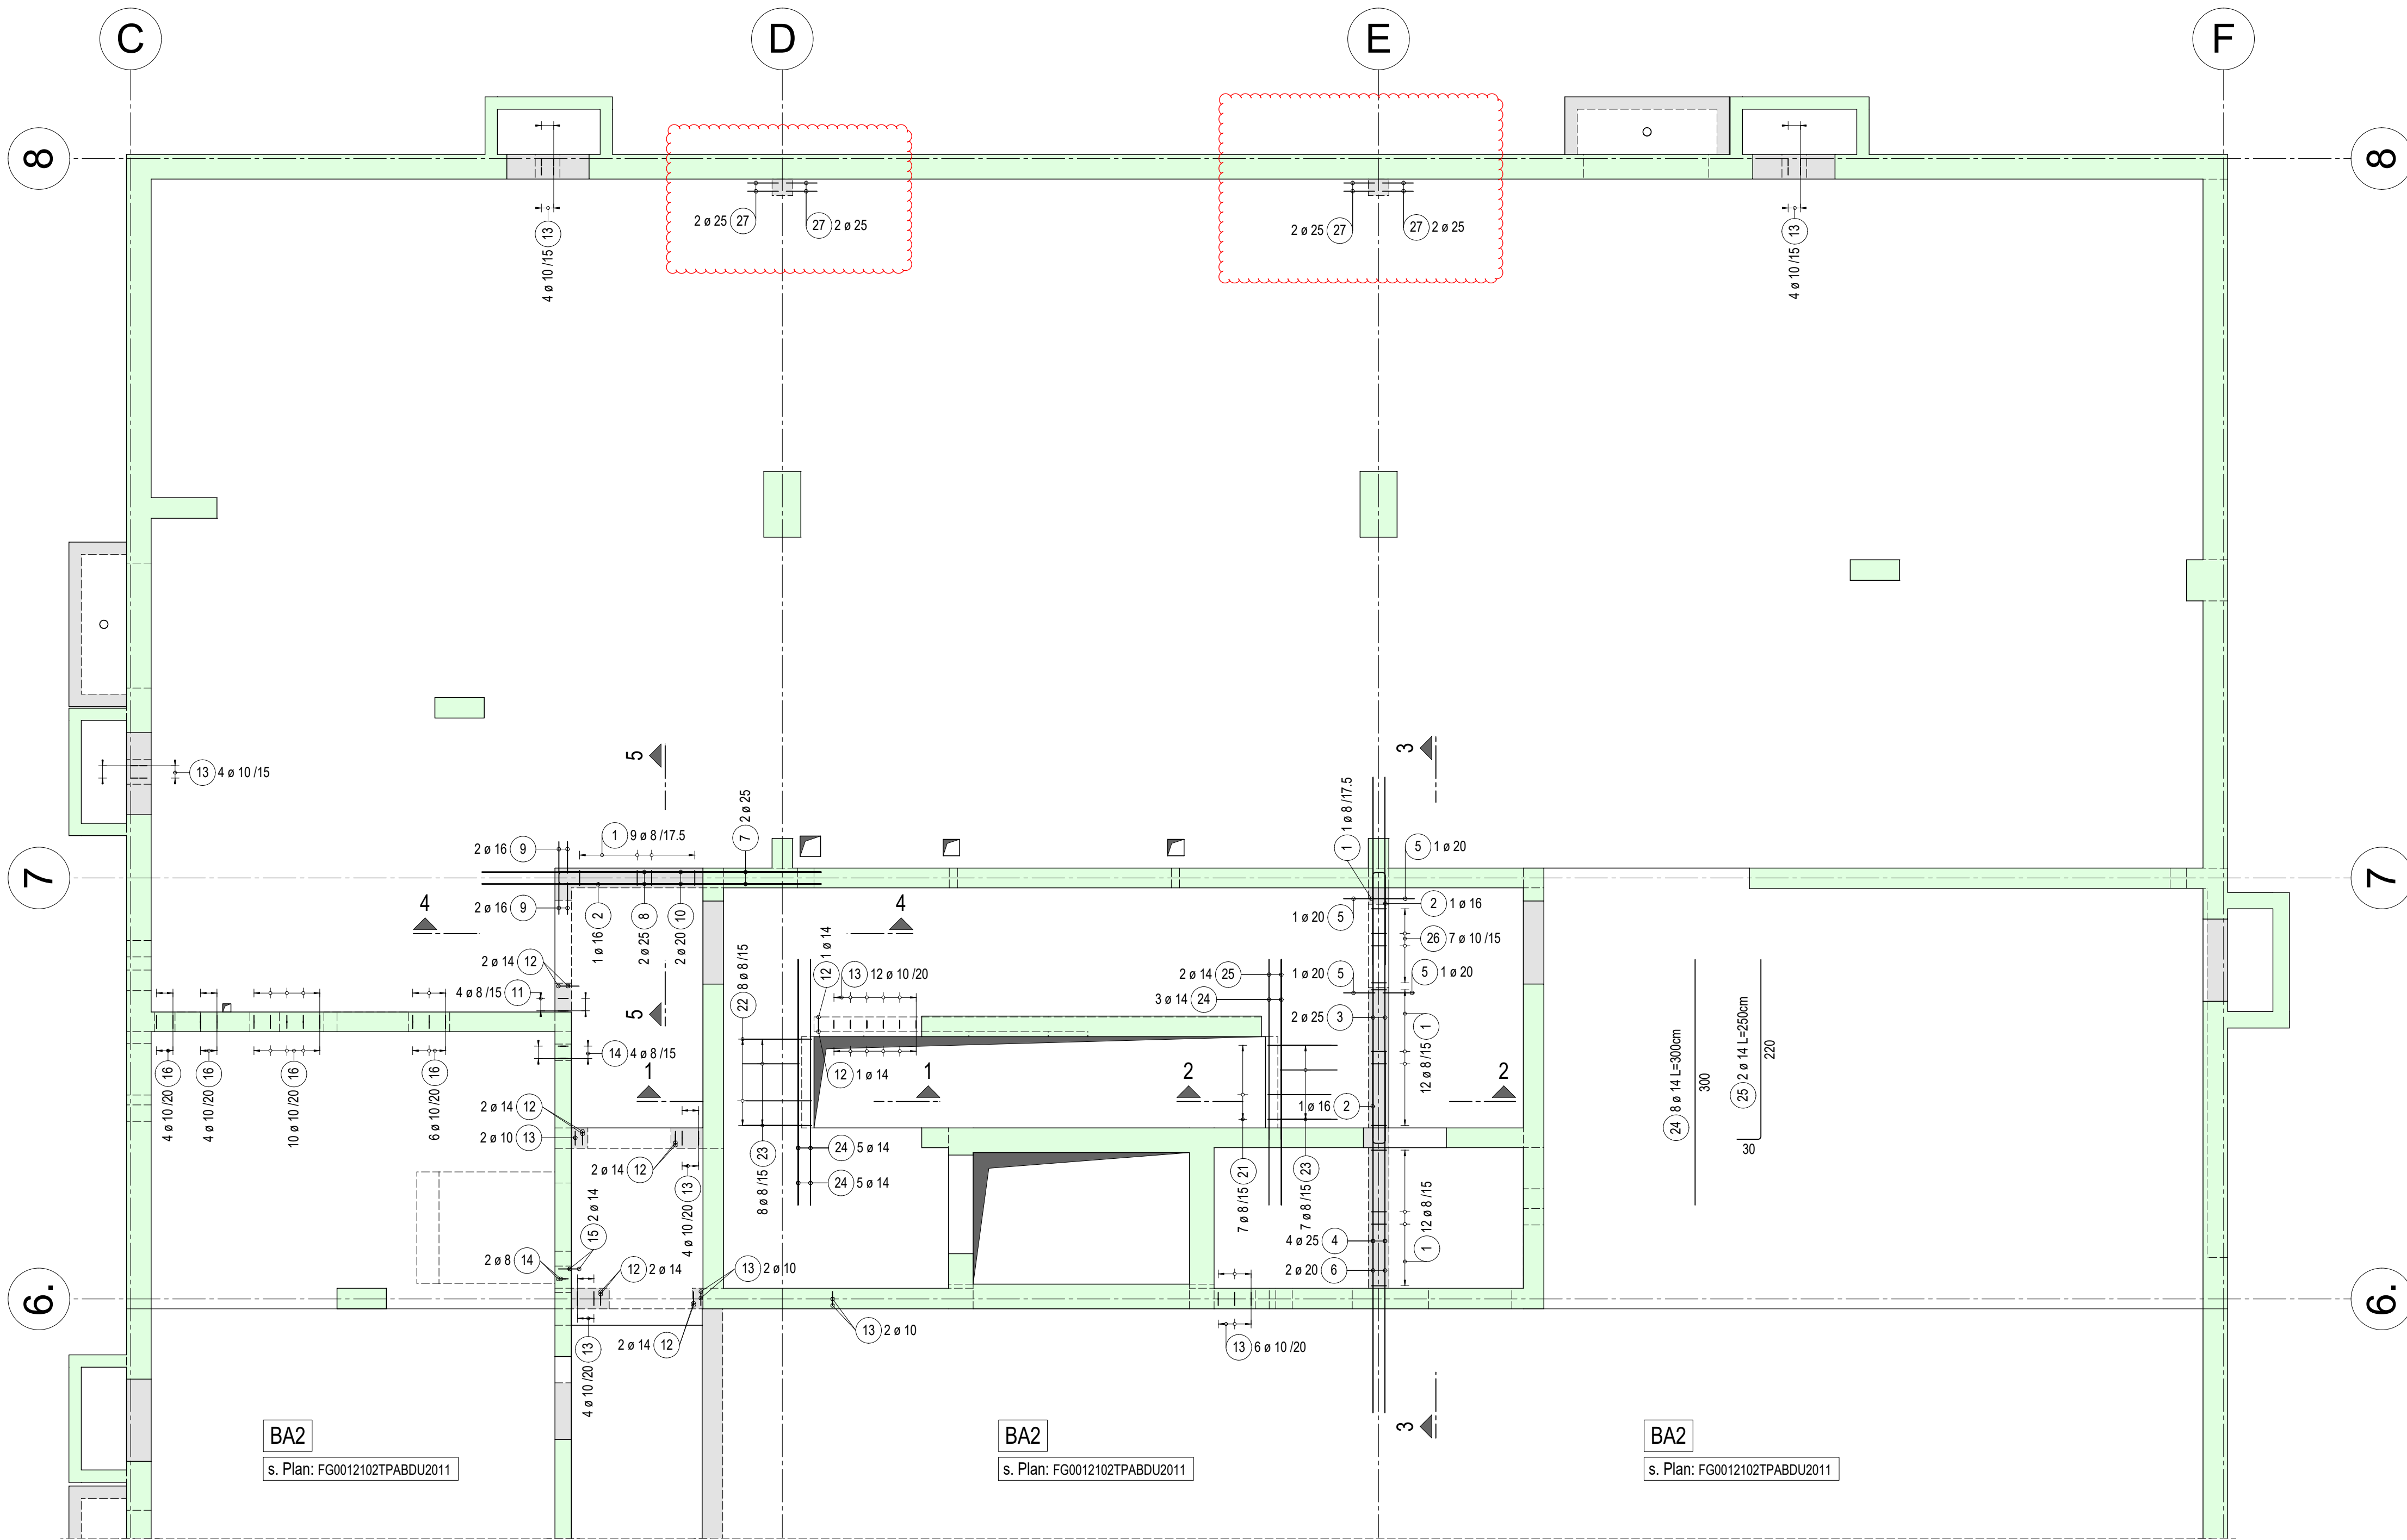 C
D
E
F
8
8
2 ø 25 27
27 2 ø 25
2 ø 25 27
27 2 ø 25
13
4 ø 10 /15
13
4 ø 10 /15
13 4 ø 10 /15
5
3
1 9 ø 8 /17.5
7 2 ø 25
1 1 ø 8 /17.5
2 ø 16 9
5 1 ø 20
7
7
2 ø 16 9
4
4
1 ø 16 2
2 ø 25 8
2 ø 20 10
1 ø 20 5
2 1 ø 16
26 7 ø 10 /15
2 ø 14 12
12 1 ø 14
22 8 ø 8 /15
13 12 ø 10 /20
2 ø 14 25
1 ø 20 5
5 1 ø 20
4 ø 8 /15 11
3 ø 14 24
5
2 ø 25 3
12 ø 8 /15 1
14 4 ø 8 /15
4 ø 10 /20 16
4 ø 10 /20 16
10 ø 10 /20 16
6 ø 10 /20 16
1
12 1 ø 14
1
2
2
24 8 ø 14 L=300cm
300
25 2 ø 14 L=250cm
220
30
2 ø 14 12
1 ø 16 2
2 ø 10 13
2 ø 14 12
4 ø 10 /20 13
8 ø 8 /15 23
24 5 ø 14
24 5 ø 14
7 ø 8 /15 21
7 ø 8 /15 23
1 12 ø 8 /15
15 2 ø 14
4 ø 25 4
2 ø 8 14
12 2 ø 14
13 2 ø 10
2 ø 20 6
6.
6.
4 ø 10 /20 13
2 ø 14 12
13 2 ø 10
13 6 ø 10 /20
3
BA2
s. Plan: FG0012102TPABDU2011
BA2
s. Plan: FG0012102TPABDU2011
BA2
s. Plan: FG0012102TPABDU2011